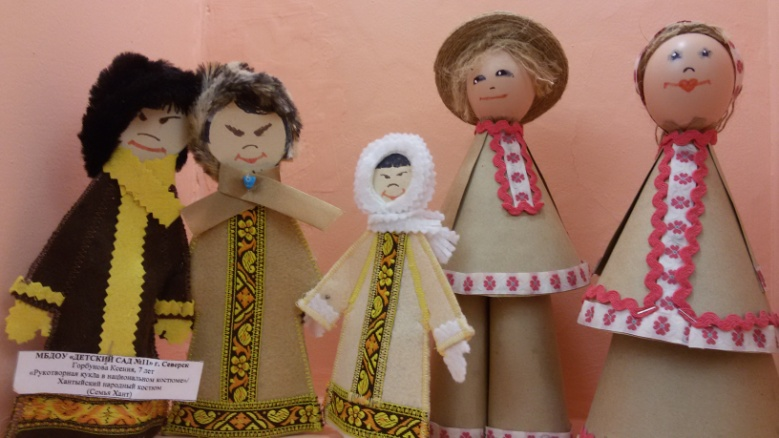 МБДОУ «ДЕТСКИЙ САД №11» г. Северск
Горбунова Ксения, 7 лет
«Рукотворная кукла в национальном костюме»/
Хантыйский народный костюм
(Семья Хант)